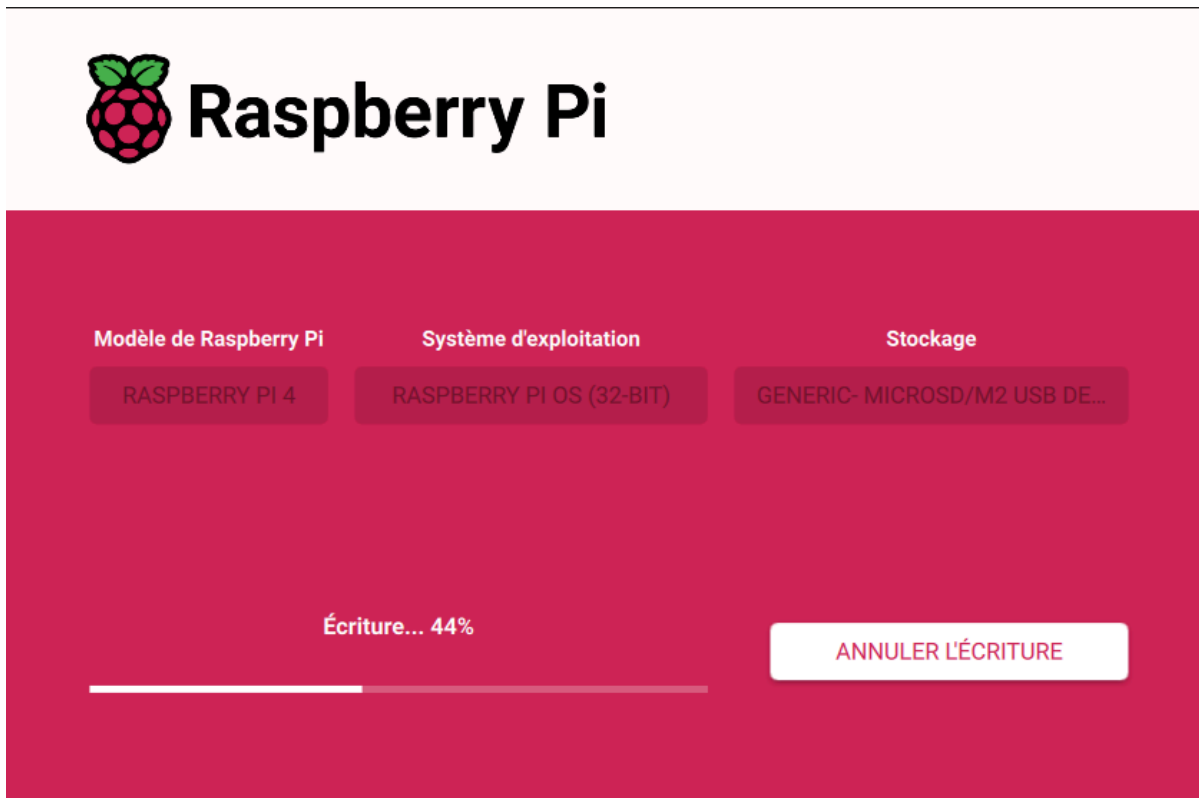 Raspberry Pi
Modèle de Raspberry Pi
Système d'exploitation
Stockage
RASPBERRY PI 4
RASPBERRY PI OS (32-BIT)
GENERIC- MICROSD/M2 USB DE...
Écriture... 44%
ANNULER L'ÉCRITURE